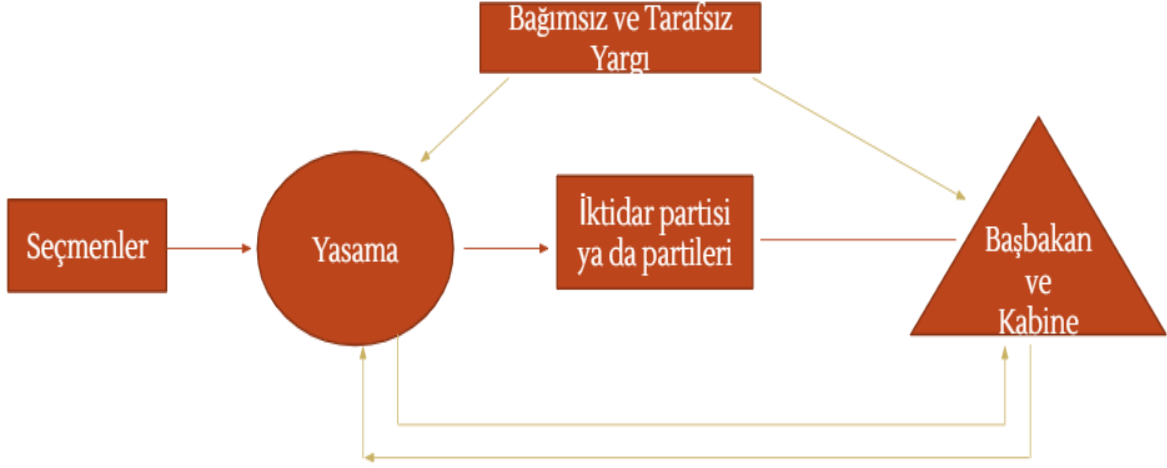 Bağımsız ve Tarafsız
Yargı
Seçmenler
Yasama
İktidar partisi
ya da partileri
Başbakan
ve
Kabine